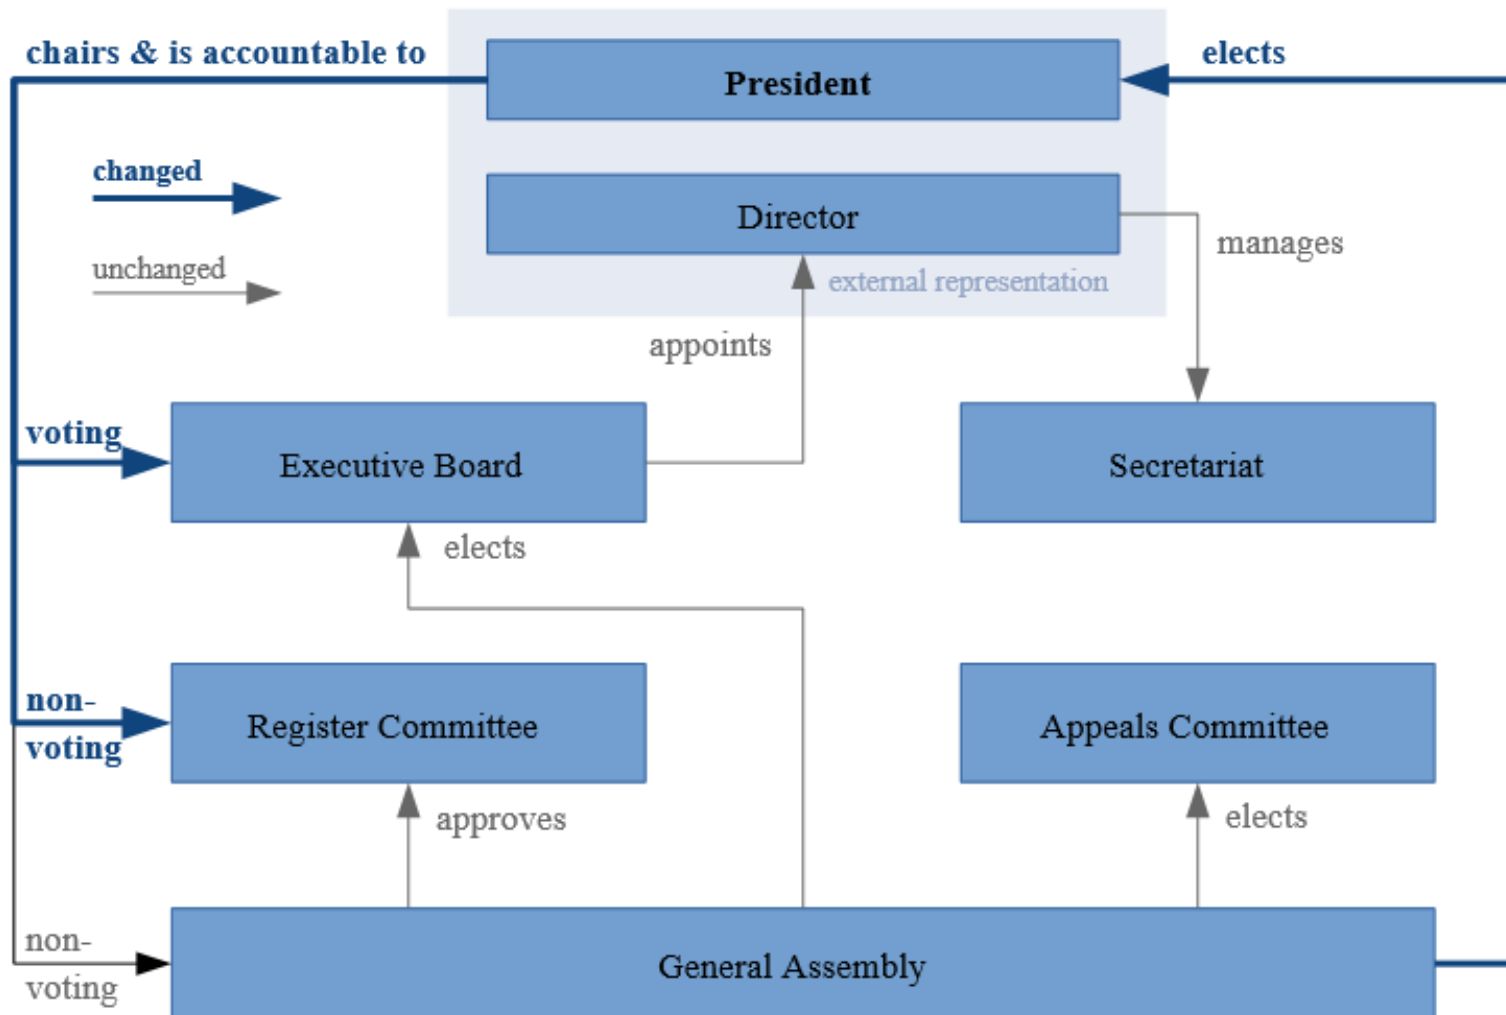 chairs & is accountable to
President
elects
changed
Director
manages
unchanged
external representation
appoints
voting
Executive Board
Secretariat
elects
non-
voting
Register Committee
Appeals Committee
approves
elects
non-
voting
General Assembly